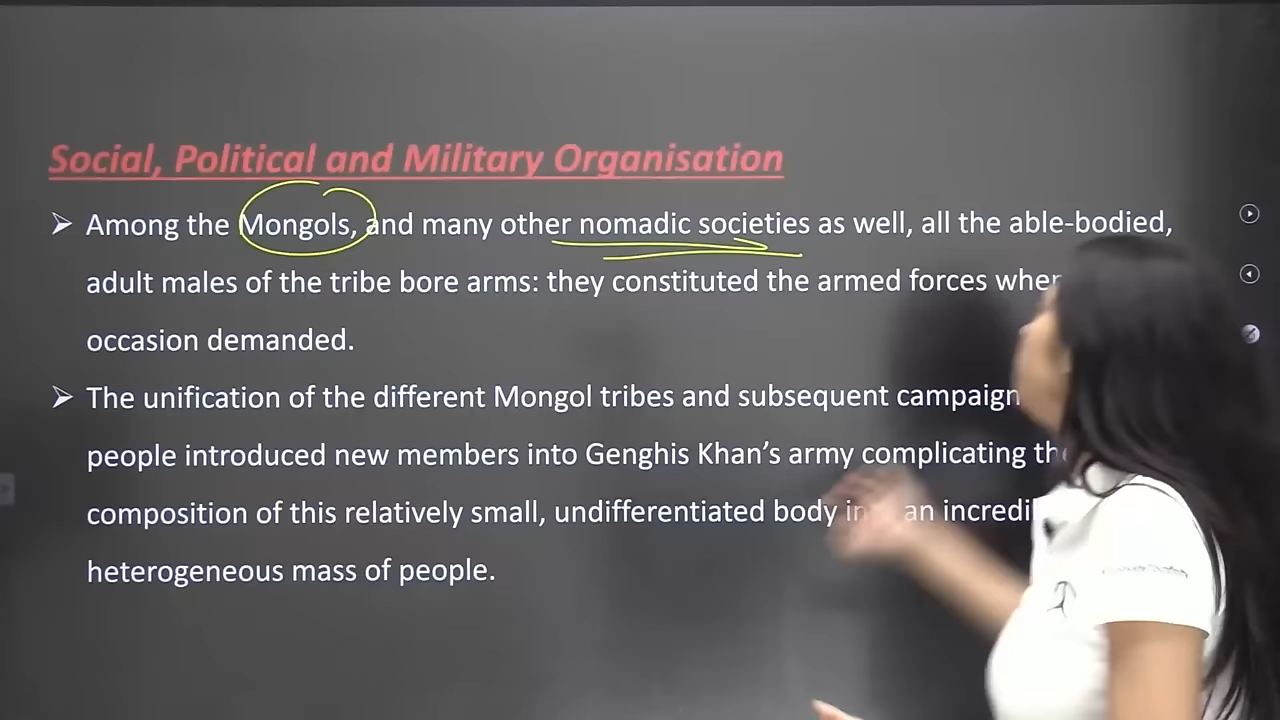 Social, Political and Military Organisation
Among the Mongols, and many other nomadic societies as well, all the able-bodied,
adult males of the tribe bore arms: they constituted the armed forces when
occasion demanded.
The unification of the different Mongol tribes and subsequent
people introduced new members into Genghis Khan's army complicating
composition of this relatively small, undifferentiated body an
heterogeneous mass of people.